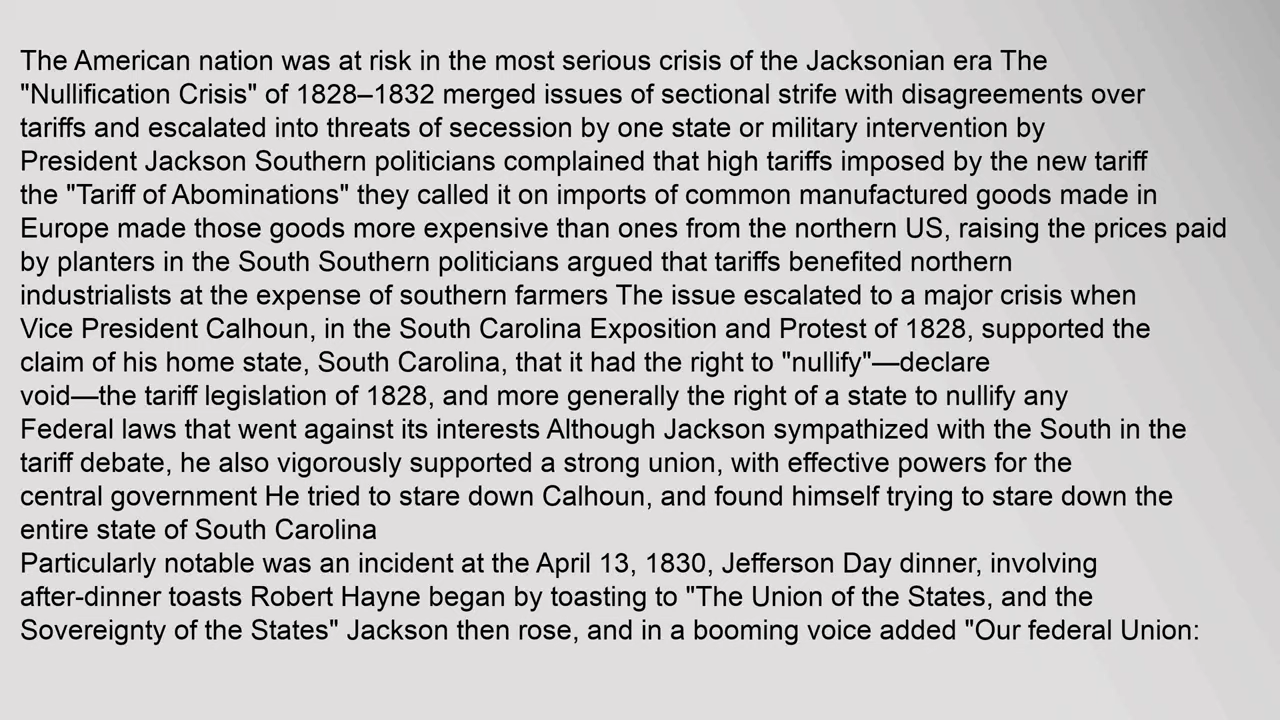 The American nation was at risk in the most serious crisis of the Jacksonian era The
"Nullification Crisis" of 1828–1832 merged issues of sectional strife with disagreements over
tariffs and escalated into threats of secession by one state or military intervention by
President Jackson Southern politicians complained that high tariffs imposed by the new tariff
the "Tariff of Abominations" they called it on imports of common manufactured goods made in
Europe made those goods more expensive than ones from the northern US, raising the prices paid
by planters in the South Southern politicians argued that tariffs benefited northern
industrialists at the expense of southern farmers The issue escalated to a major crisis when
Vice President Calhoun, in the South Carolina Exposition and Protest of 1828, supported the
claim of his home state, South Carolina, that it had the right to "nullify"—declare
void—the tariff legislation of 1828, and more generally the right of a state to nullify any
Federal laws that went against its interests Although Jackson sympathized with the South in the
tariff debate, he also vigorously supported a strong union, with effective powers for the
central government He tried to stare down Calhoun, and found himself trying to stare down the
entire state of South Carolina
Particularly notable was an incident at the April 13, 1830, Jefferson Day dinner, involving
after-dinner toasts Robert Hayne began by toasting to "The Union of the States, and the
Sovereignty of the States" Jackson then rose, and in a booming voice added "Our federal Union: